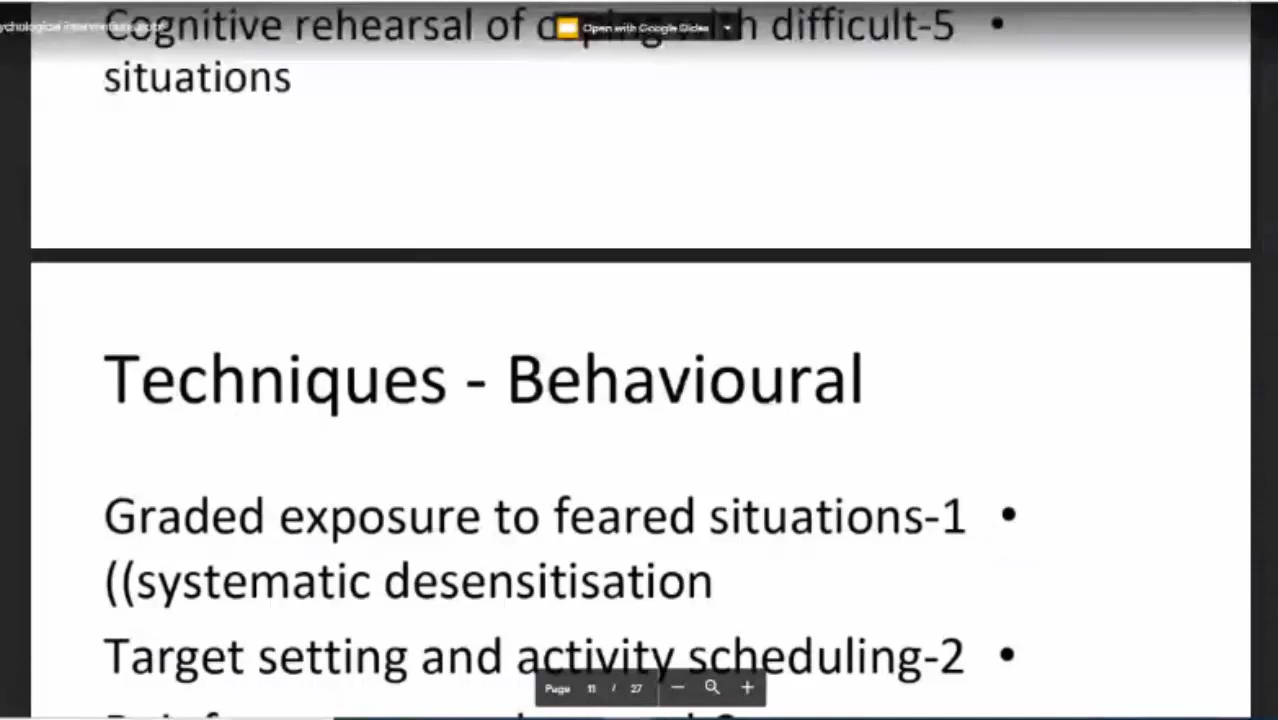 Cognitive rehearsal of coping with difficult-5 •
Open with Google Slides
situations
Techniques - Behavioural
Graded exposure to feared situations-1 •
((systematic desensitisation
Target setting and activity scheduling-2 •
Page 11 / 27